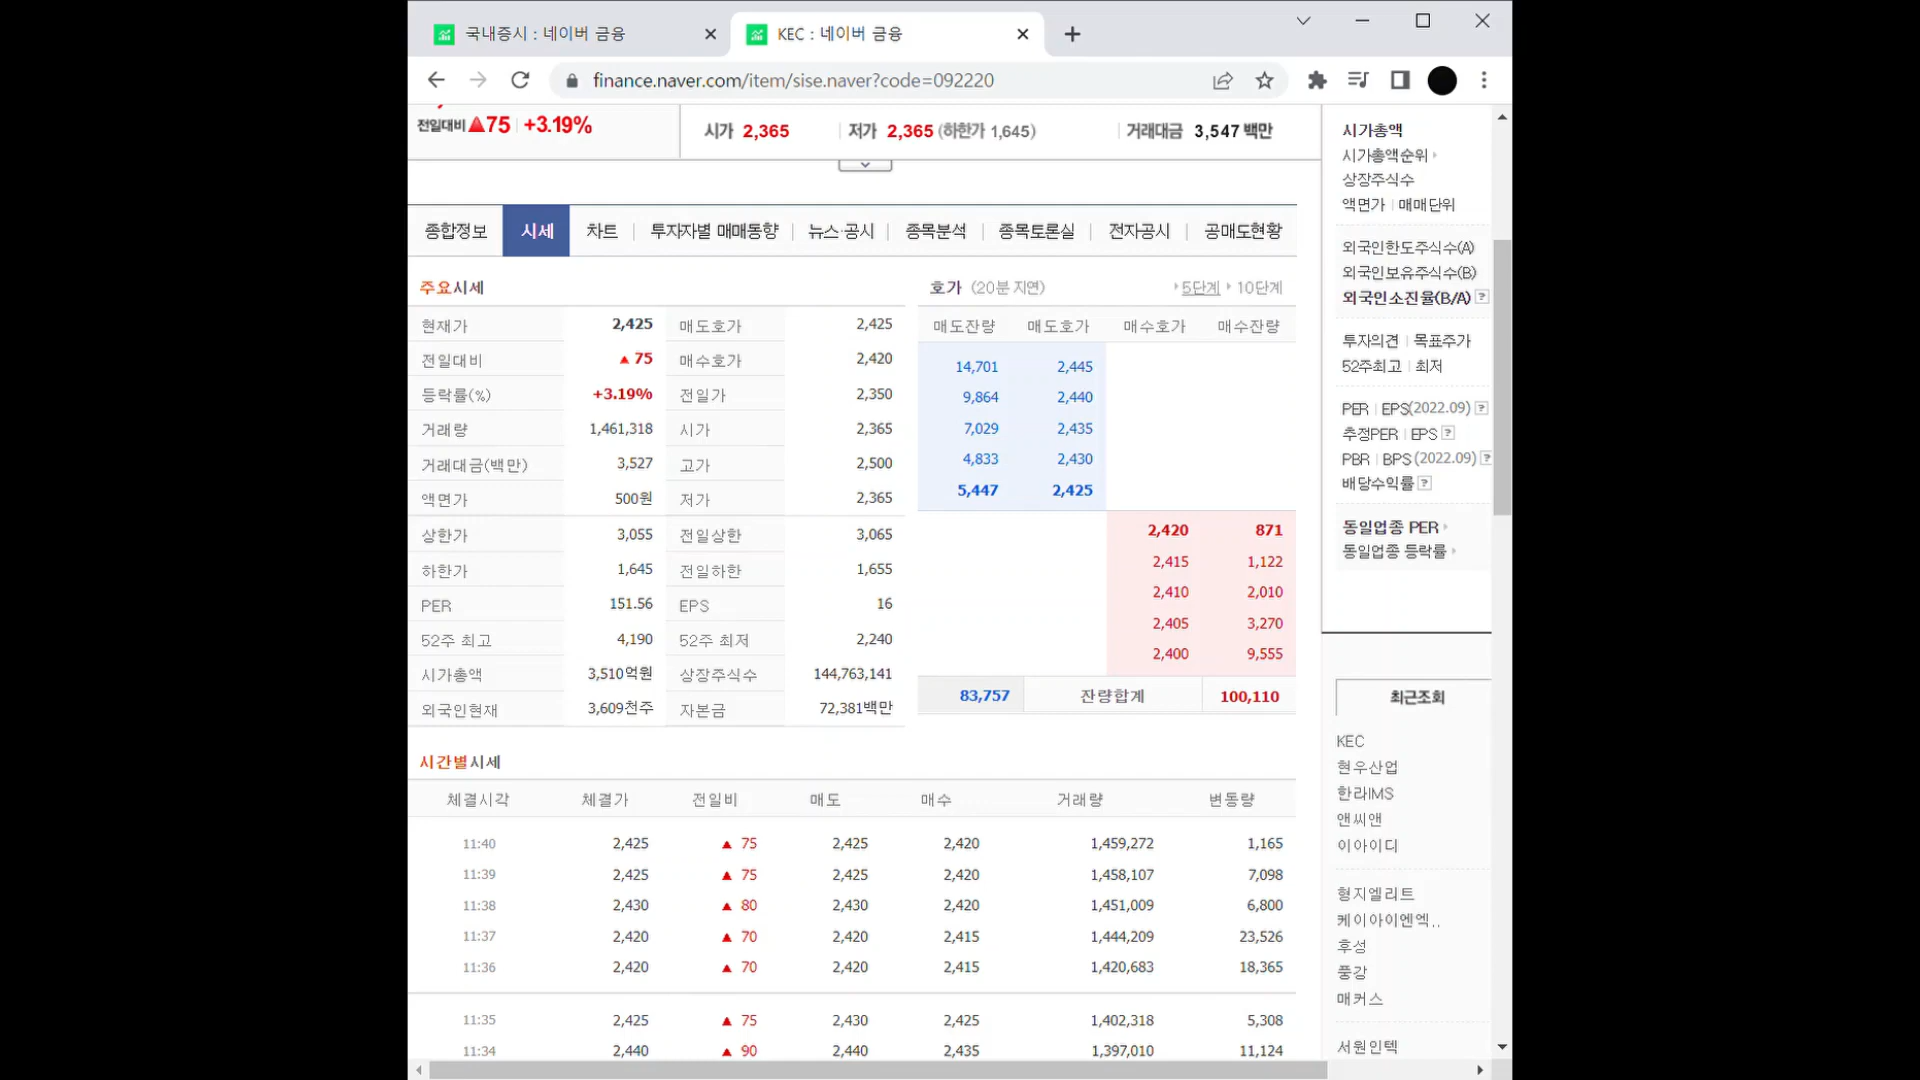 국내증시 : 네이버 금융
KEC : 네이버 금융
finance.naver.com/item/sise.naver?code=092220
전일대비 ▲75 +3.19%
시가 2,365 저가 2,365 (하한가 1,645) 거래대금 3,547 백만
종합정보 시세 차트 투자자별 매매동향 뉴스·공시 종목분석 종목토론실 전자공시 공매도현황
주요시세
현재가 2,425 매도호가 2,425
전일대비 ▲ 75 매수호가 2,420
등락률(%) +3.19% 전일가 2,350
거래량 1,461,318 시가 2,365
거래대금(백만) 3,527 고가 2,500
액면가 500원 저가 2,365
상한가 3,055 전일상한 3,065
하한가 1,645 전일하한 1,655
PER 151.56 EPS 16
52주 최고 4,190 52주 최저 2,240
시가총액 3,510억원 상장주식수 144,763,141
외국인현재 3,609천주 자본금 72,381백만
호가 (20분 지연) 5단계 10단계
매도잔량 매도호가 매수호가 매수잔량
14,701 2,445
9,864 2,440
7,029 2,435
4,833 2,430
5,447 2,425
2,420 871
2,415 1,122
2,410 2,010
2,405 3,270
2,400 9,555
83,757 잔량합계 100,110
시간별시세
체결시각 체결가 전일비 매도 매수 거래량 변동량
11:40 2,425 ▲ 75 2,425 2,420 1,459,272 1,165
11:39 2,425 ▲ 75 2,425 2,420 1,458,107 7,098
11:38 2,430 ▲ 80 2,430 2,420 1,451,009 6,800
11:37 2,420 ▲ 70 2,420 2,415 1,444,209 23,526
11:36 2,420 ▲ 70 2,420 2,415 1,420,683 18,365
11:35 2,425 ▲ 75 2,430 2,425 1,402,318 5,308
11:34 2,440 ▲ 90 2,440 2,435 1,397,010 11,124
시가총액
시가총액순위
상장주식수
액면가 | 매매단위
외국인한도주식수(A)
외국인보유주식수(B)
외국인소진율(B/A) ?
투자의견 | 목표주가
52주최고 | 최저
PER | EPS(2022.09) ?
추정PER | EPS ?
PBR | BPS (2022.09) ?
배당수익률 ?
동일업종 PER
동일업종 등락률
최근조회
KEC
현우산업
한라IMS
앤씨앤
이아이디
형지엘리트
케이아이엔엑..
후성
풍강
매커스
서원인텍